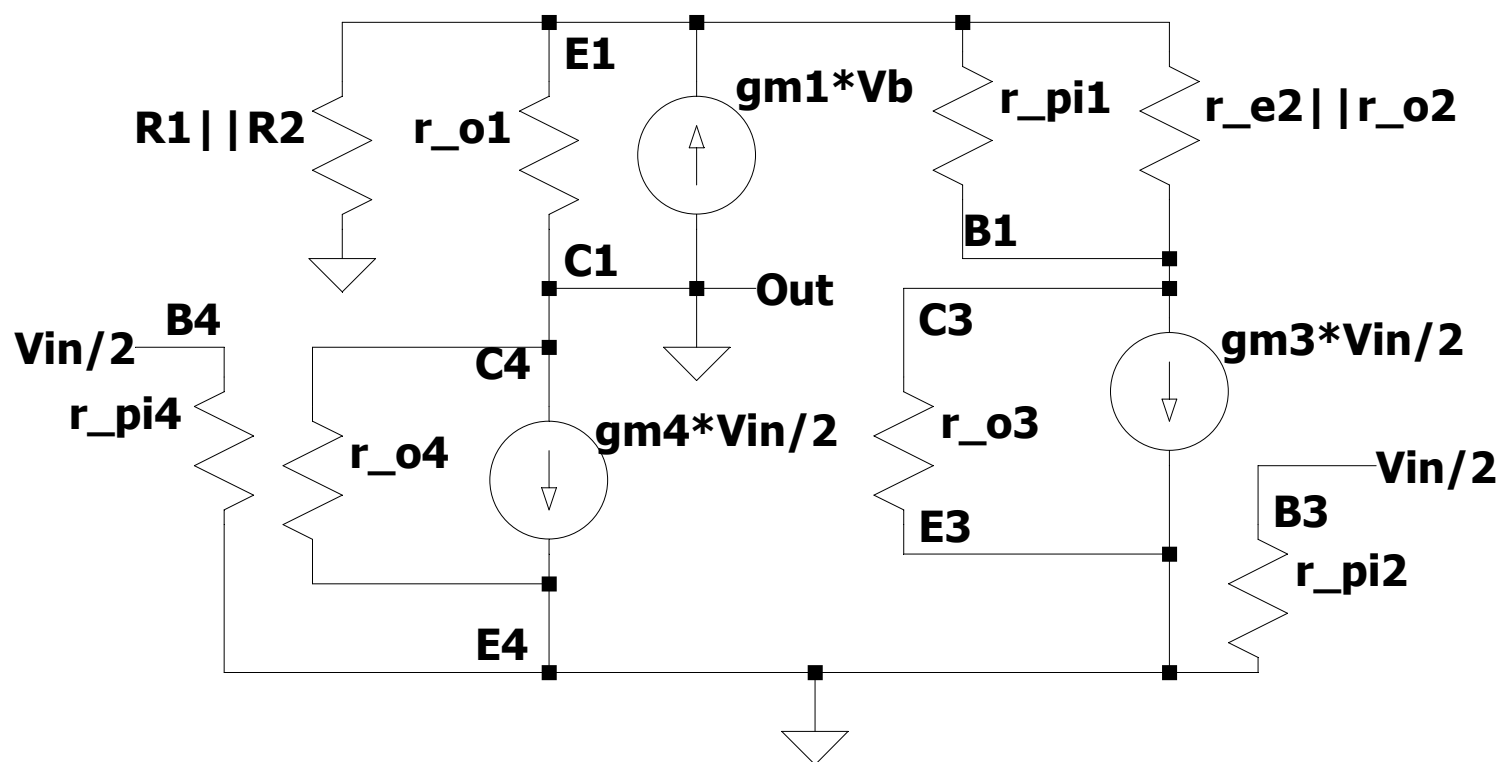 E1
gm1*Vb
r_pi1
r_e2||r_o2
R1||R2
r_o1
B1
C1
Out
B4
C3
Vin/2
C4
gm3*Vin/2
r_pi4
r_o4
gm4*Vin/2
r_o3
Vin/2
E3
B3
r_pi2
E4